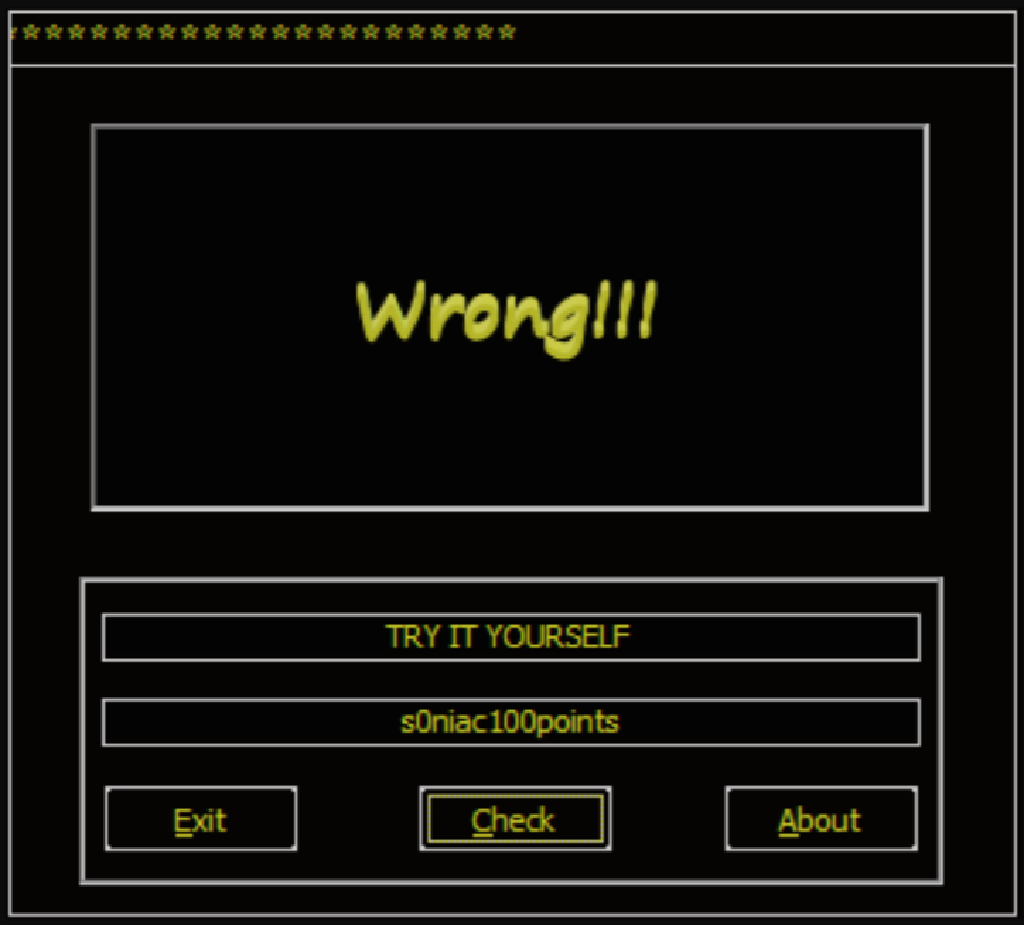 ☆☆☆☆☆☆☆☆☆☆☆☆☆☆☆☆☆☆☆☆☆☆
Wrong!!!
TRY IT YOURSELF
s0niac100points
Exit
Check
About